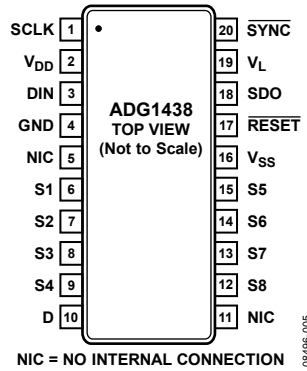 SCLK 1
VDD 2
DIN 3
GND 4
NIC 5
S1 6
S2 7
S3 8
S4 9
D 10
ADG1438
TOP VIEW
(Not to Scale)
20 SYNC
19 VL
18 SDO
17 RESET
16 VSS
15 S5
14 S6
13 S7
12 S8
11 NIC
NIC = NO INTERNAL CONNECTION
08496-005